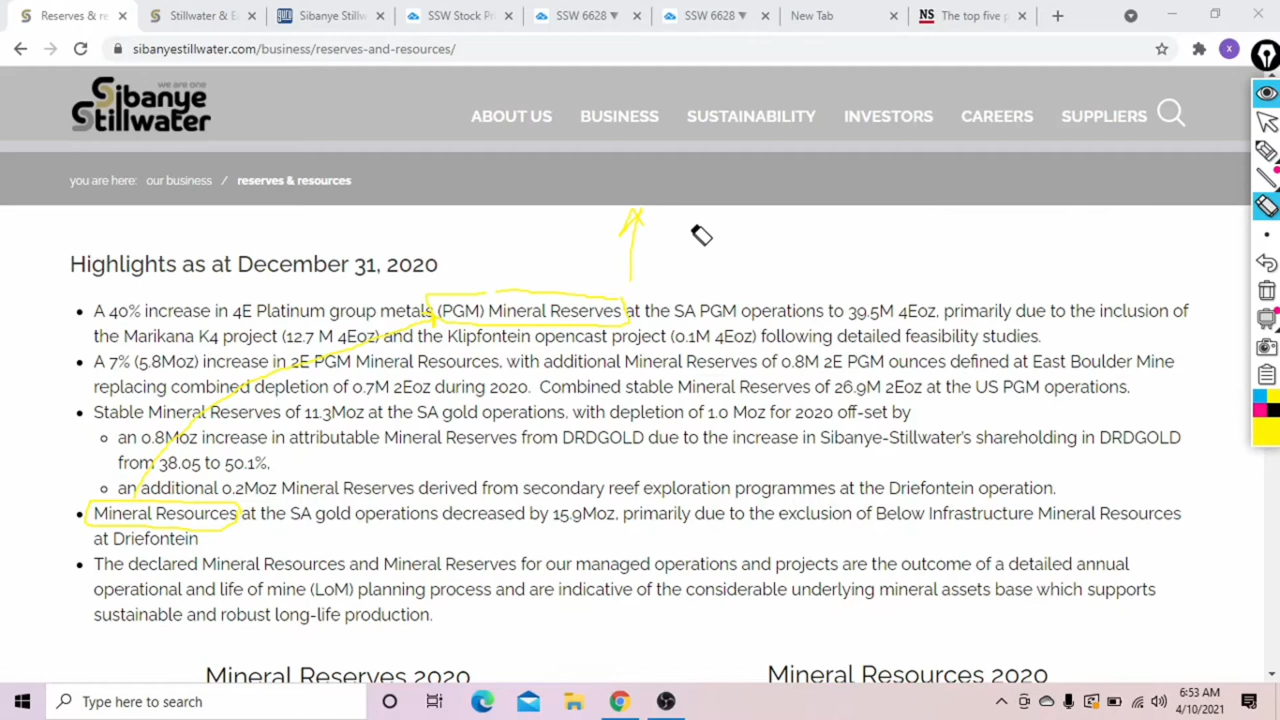 Reserves & re
Stillwater & E
Sibanye Stillw
SSW Stock Pr
SSW 6628 ▼
SSW 6628 ▼
New Tab
NS The top five p
sibanyestillwater.com/business/reserves-and-resources/
X
we are one
Sibanye
Stillwater
ABOUT US BUSINESS SUSTAINABILITY INVESTORS CAREERS SUPPLIERS
you are here: our business / reserves & resources
Highlights as at December 31, 2020
• A 40% increase in 4E Platinum group metals (PGM) Mineral Reserves at the SA PGM operations to 39.5M 4Eoz, primarily due to the inclusion of
the Marikana K4 project (12.7 M 4Eoz) and the Klipfontein opencast project (0.1M 4Eoz) following detailed feasibility studies.
• A 7% (5.8Moz) increase in 2E PGM Mineral Resources, with additional Mineral Reserves of 0.8M 2E PGM ounces defined at East Boulder Mine
replacing combined depletion of 0.7M 2Eoz during 2020. Combined stable Mineral Reserves of 26.9M 2Eoz at the US PGM operations.
• Stable Mineral Reserves of 11.3Moz at the SA gold operations, with depletion of 1.0 Moz for 2020 off-set by
an 0.8Moz increase in attributable Mineral Reserves from DRDGOLD due to the increase in Sibanye-Stillwater's shareholding in DRDGOLD
from 38.05 to 50.1%,
an additional 0.2Moz Mineral Reserves derived from secondary reef exploration programmes at the Driefontein operation.
• Mineral Resources at the SA gold operations decreased by 15.9Moz, primarily due to the exclusion of Below Infrastructure Mineral Resources
at Driefontein
• The declared Mineral Resources and Mineral Reserves for our managed operations and projects are the outcome of a detailed annual
operational and life of mine (LoM) planning process and are indicative of the considerable underlying mineral assets base which supports
sustainable and robust long-life production.
Mineral Reserves 2020
Mineral Resources 2020
Type here to search
6:53 AM
4/10/2021